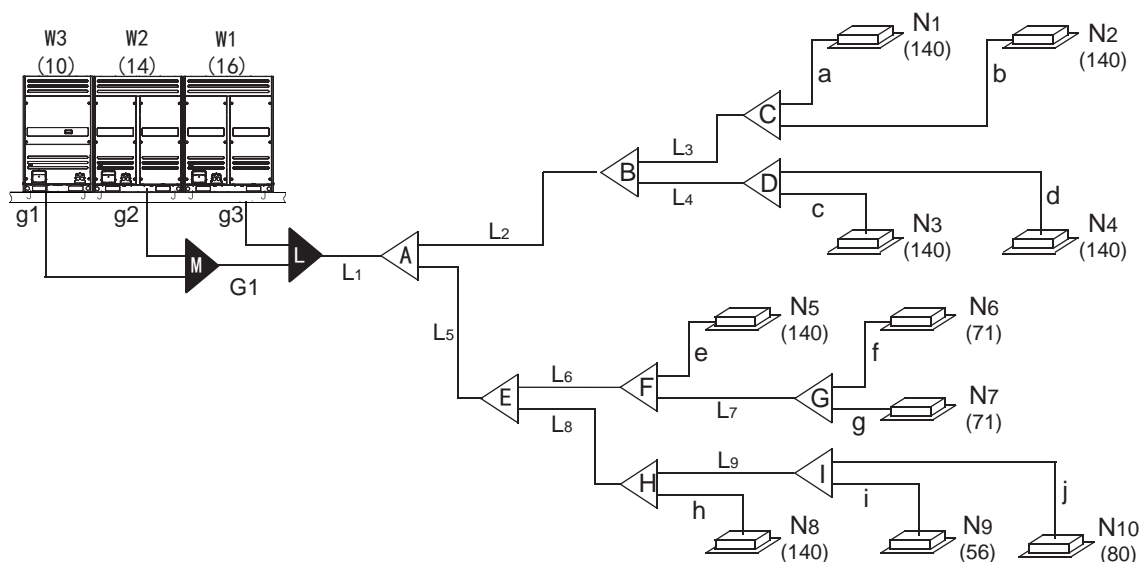 W3 W2 W1
(10) (14) (16)
g1 g2 g3
M L
G1 L1 A
L2
B
L3
L4
C
a
b
N1
(140)
N2
(140)
D
c
d
N3
(140)
N4
(140)
L5
E
L6
L8
F
e
N5
(140)
L7
G
f
g
N6
(71)
N7
(71)
H
L9
h
N8
(140)
I
i
j
N9
(56)
N10
(80)